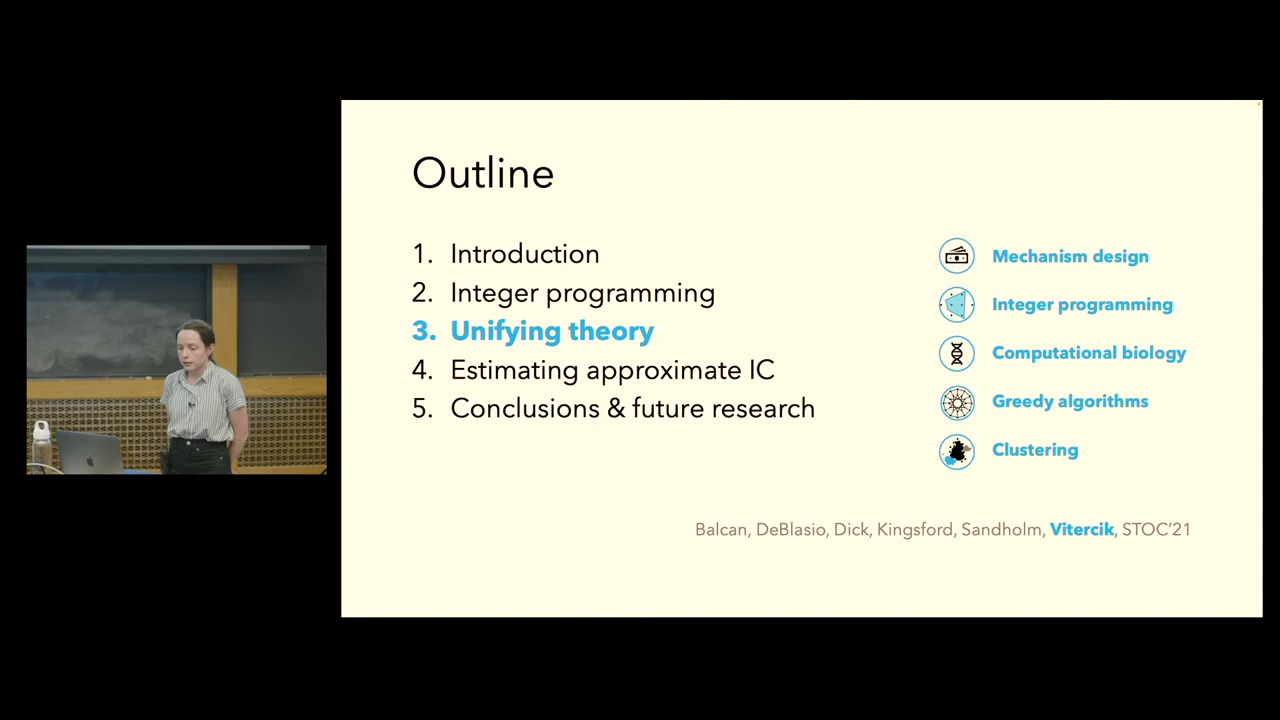 Outline
1. Introduction
2. Integer programming
3. Unifying theory
4. Estimating approximate IC
5. Conclusions & future research
Mechanism design
Integer programming
Computational biology
Greedy algorithms
Clustering
Balcan, DeBlasio, Dick, Kingsford, Sandholm, Vitercik, STOC'21